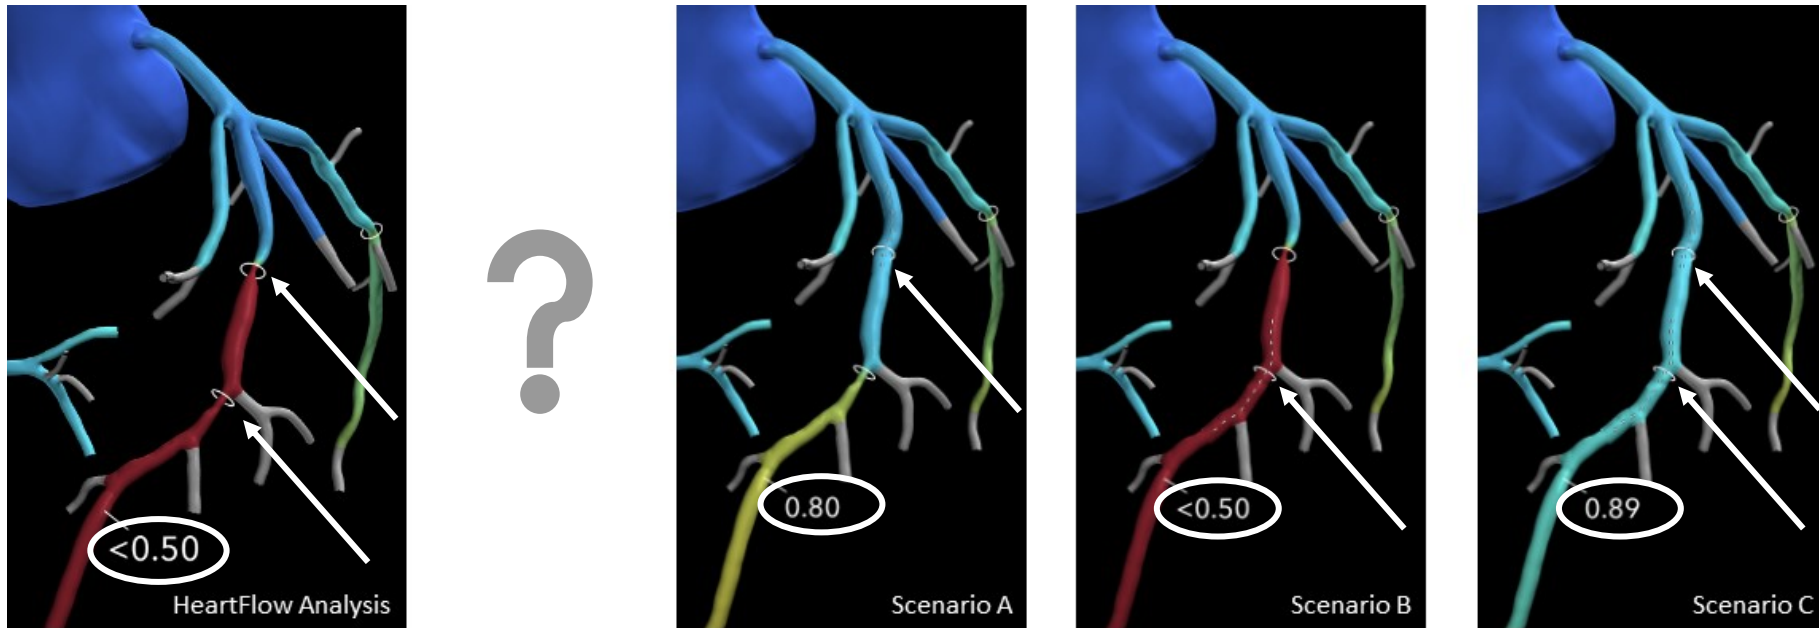 ?
<0.50
HeartFlow Analysis
0.80
Scenario A
<0.50
Scenario B
0.89
Scenario C